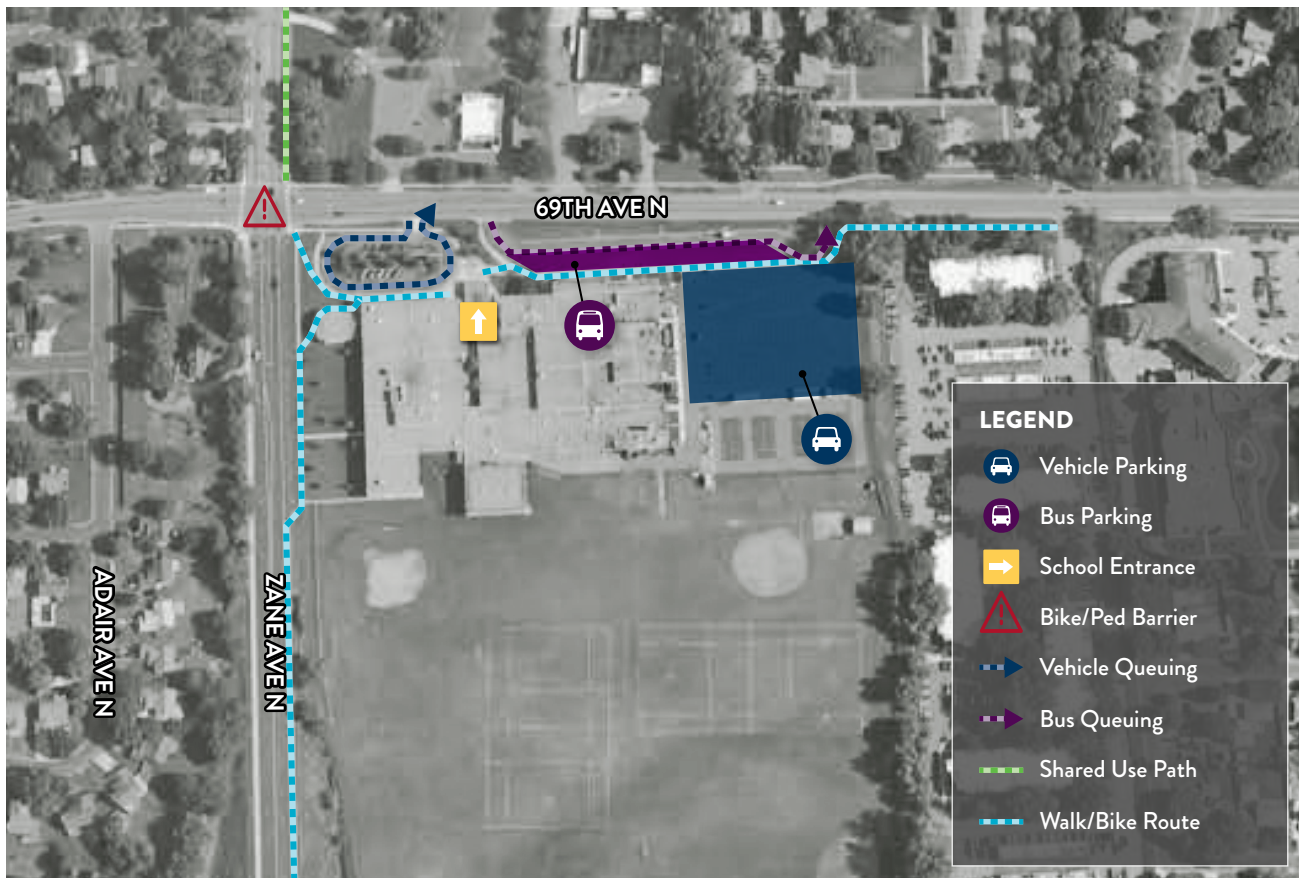 69TH AVE N
ADAIR AVE N
ZANE AVE N
LEGEND
Vehicle Parking
Bus Parking
School Entrance
Bike/Ped Barrier
Vehicle Queuing
Bus Queuing
Shared Use Path
Walk/Bike Route